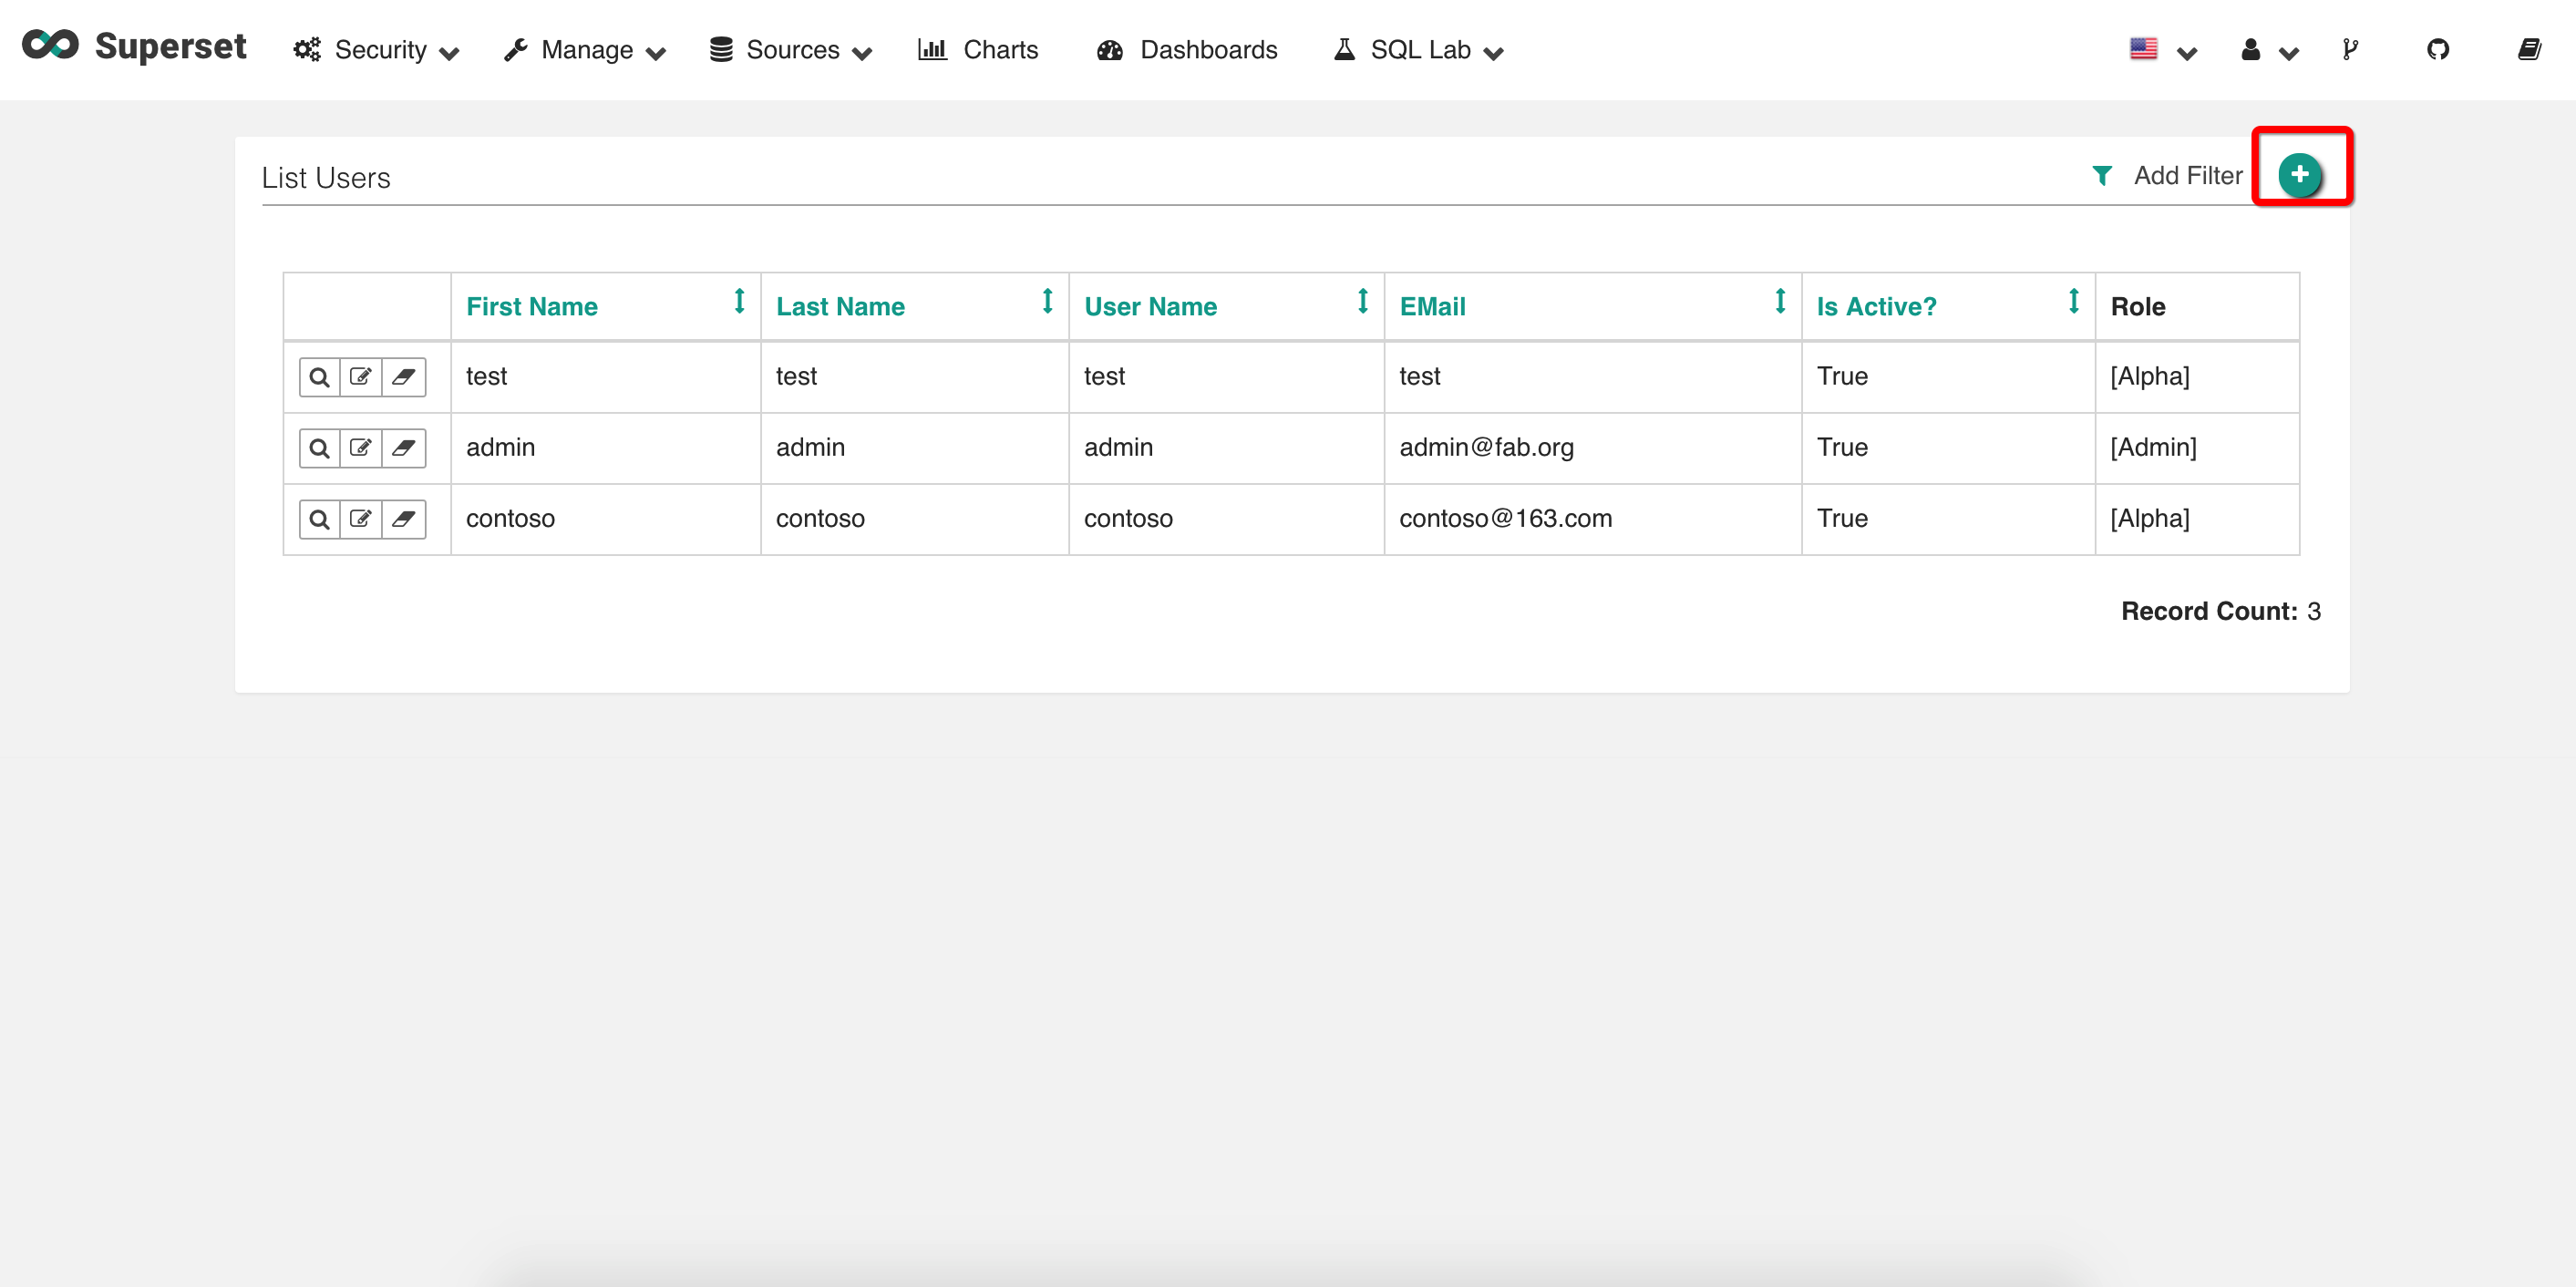 Superset Security Manage Sources Charts Dashboards SQL Lab
List Users Add Filter
First Name Last Name User Name EMail Is Active? Role
test test test test True [Alpha]
admin admin admin admin@fab.org True [Admin]
contoso contoso contoso contoso@163.com True [Alpha]
Record Count: 3